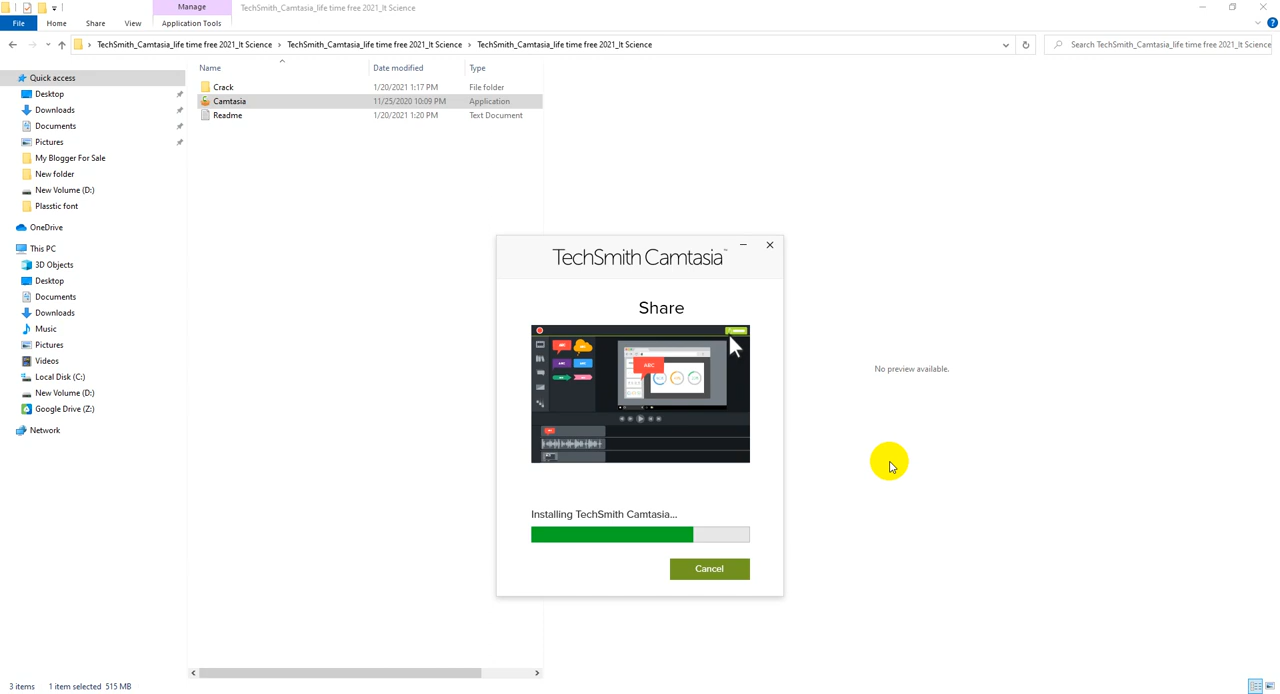 Manage
TechSmith_Camtasia_life time free 2021_It Science
File
Home
Share
View
Application Tools
TechSmith_Camtasia_life time free 2021_It Science
TechSmith_Camtasia_life time free 2021_It Science
TechSmith_Camtasia_life time free 2021_It Science
Search TechSmith_Camtasia_life time free 2021_It Science
Quick access
Desktop
Downloads
Documents
Pictures
My Blogger For Sale
New folder
New Volume (D:)
Plasstic font
OneDrive
This PC
3D Objects
Desktop
Documents
Downloads
Music
Pictures
Videos
Local Disk (C:)
New Volume (D:)
Google Drive (Z:)
Network
Name
Date modified
Type
Crack
1/20/2021 1:17 PM
File folder
Camtasia
11/25/2020 10:09 PM
Application
Readme
1/20/2021 1:20 PM
Text Document
TechSmith Camtasia™
Share
ABC
ABC
ABC
Installing TechSmith Camtasia...
Cancel
No preview available.
3 items
1 item selected 515 MB